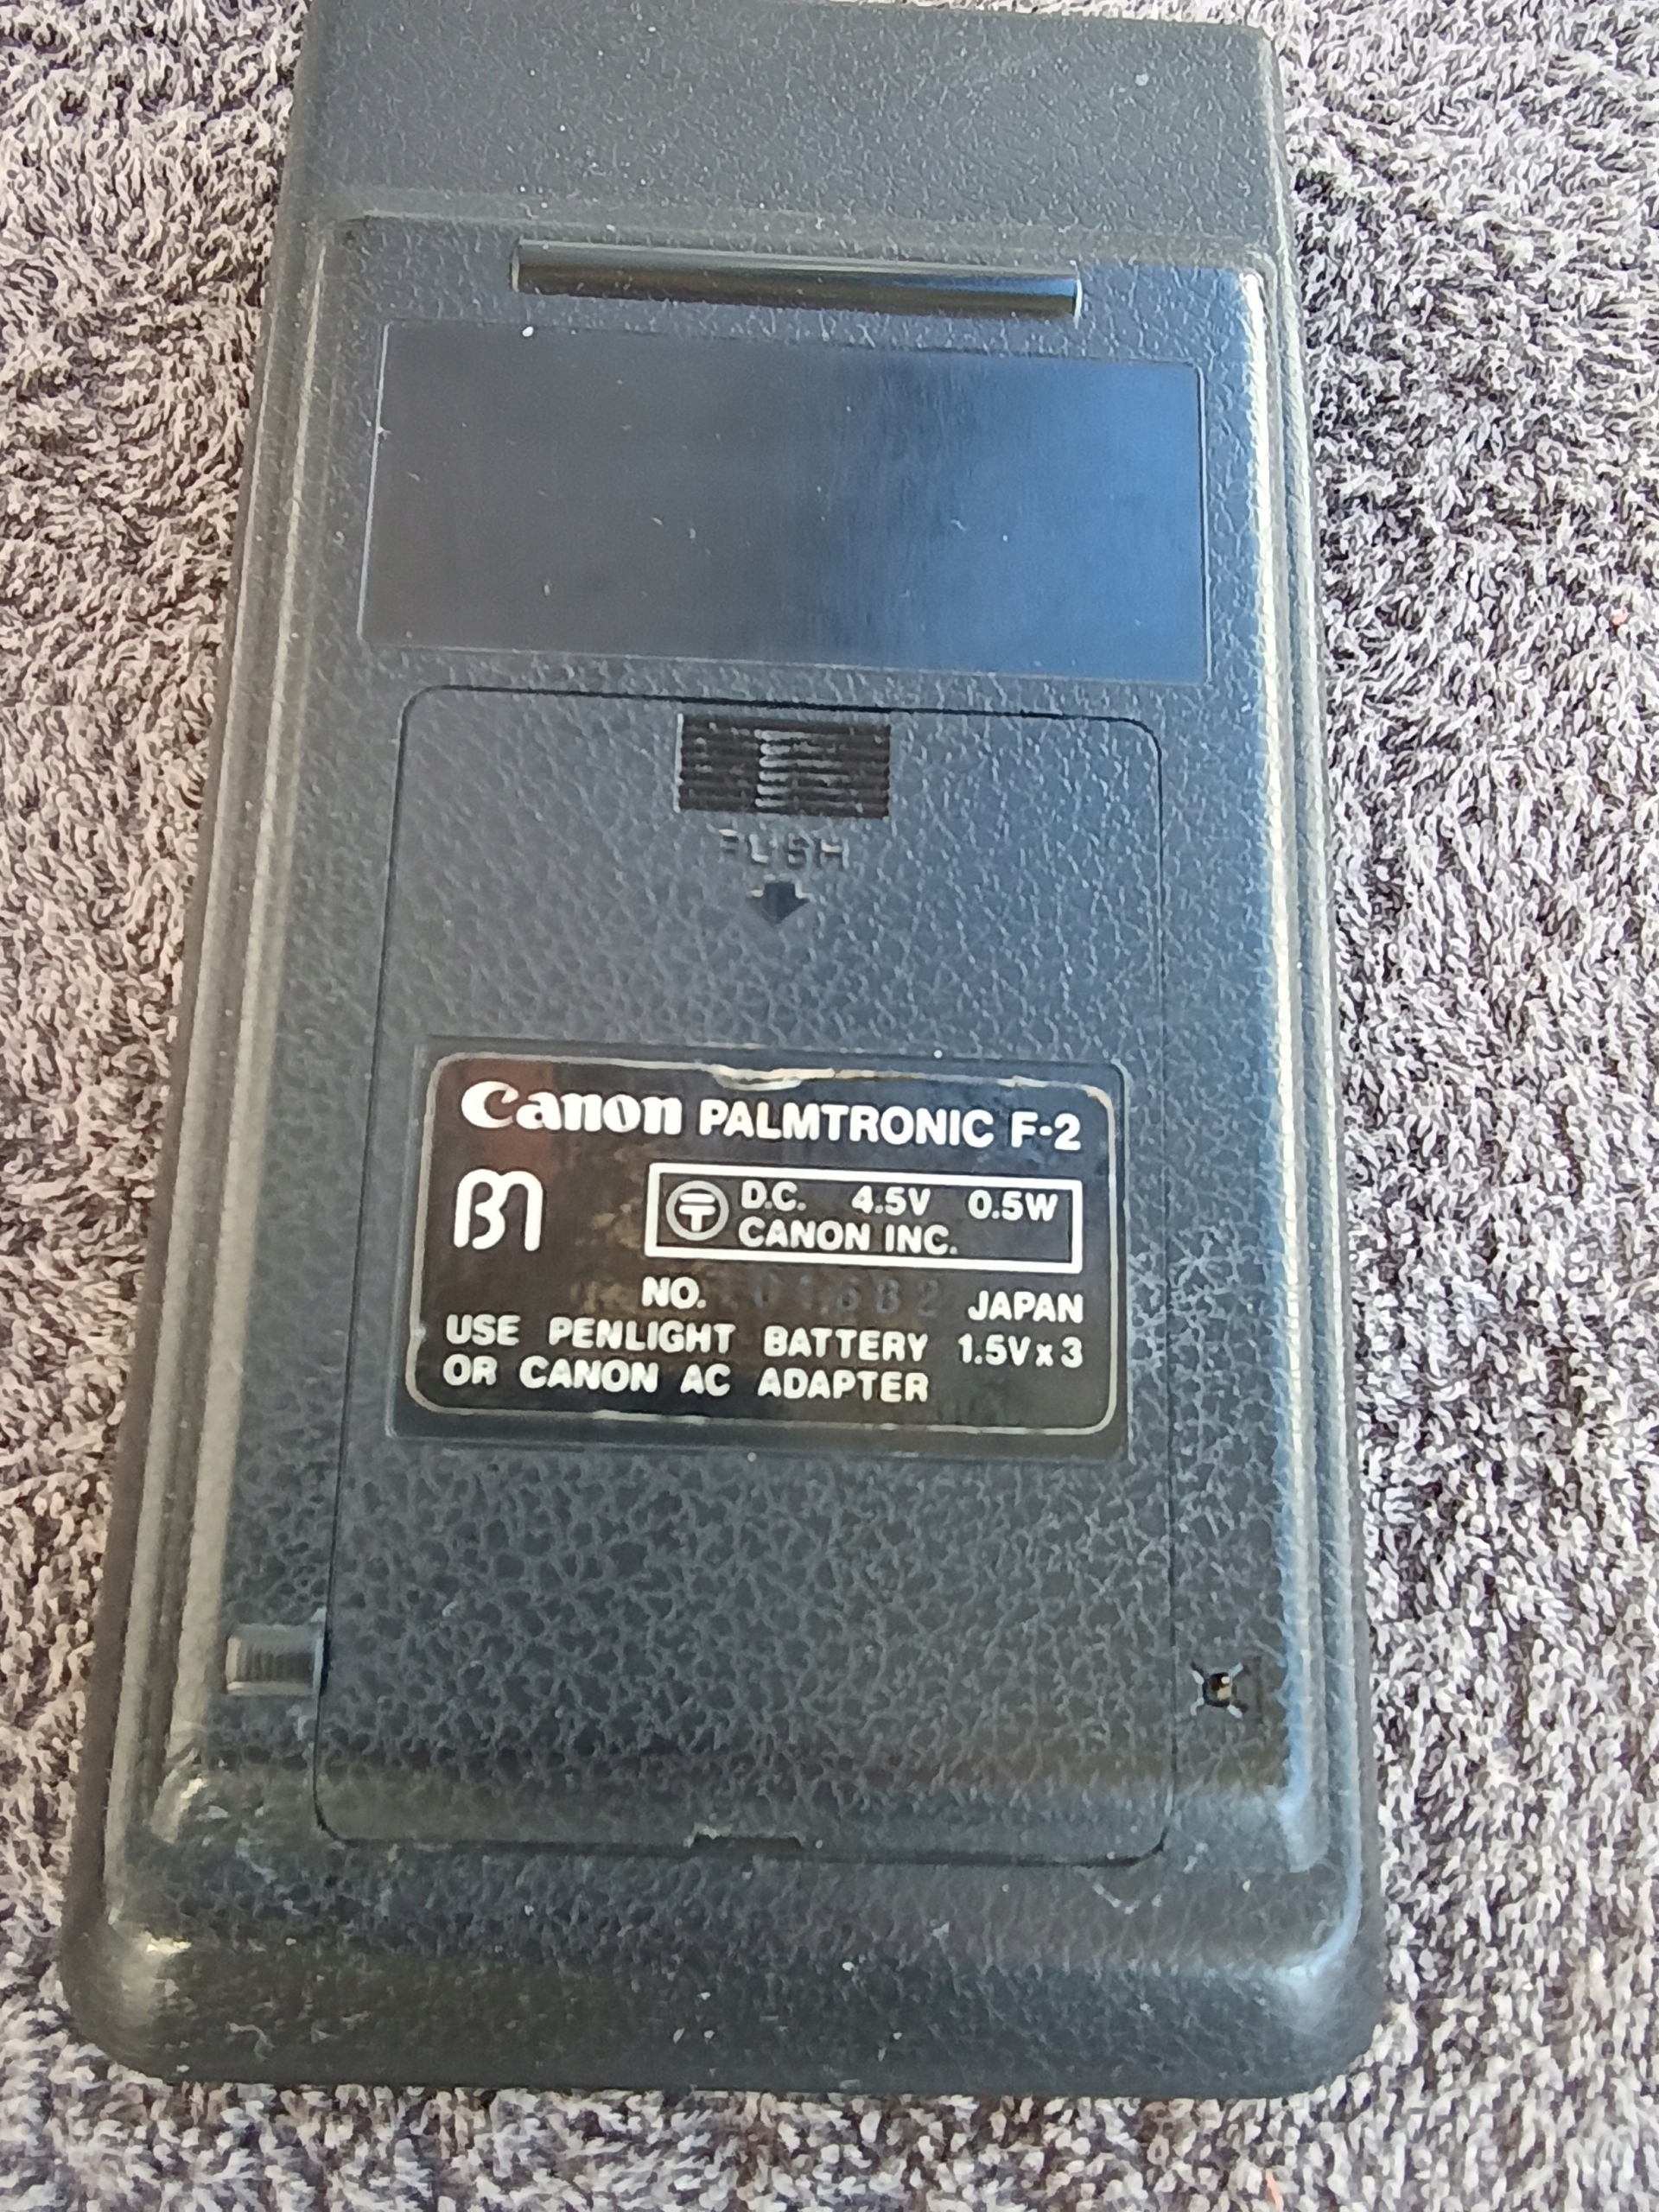 PUSH
Canon PALMTRONIC F-2
D.C. 4.5V 0.5W
CANON INC.
NO. JAPAN
USE PENLIGHT BATTERY 1.5V x 3
OR CANON AC ADAPTER